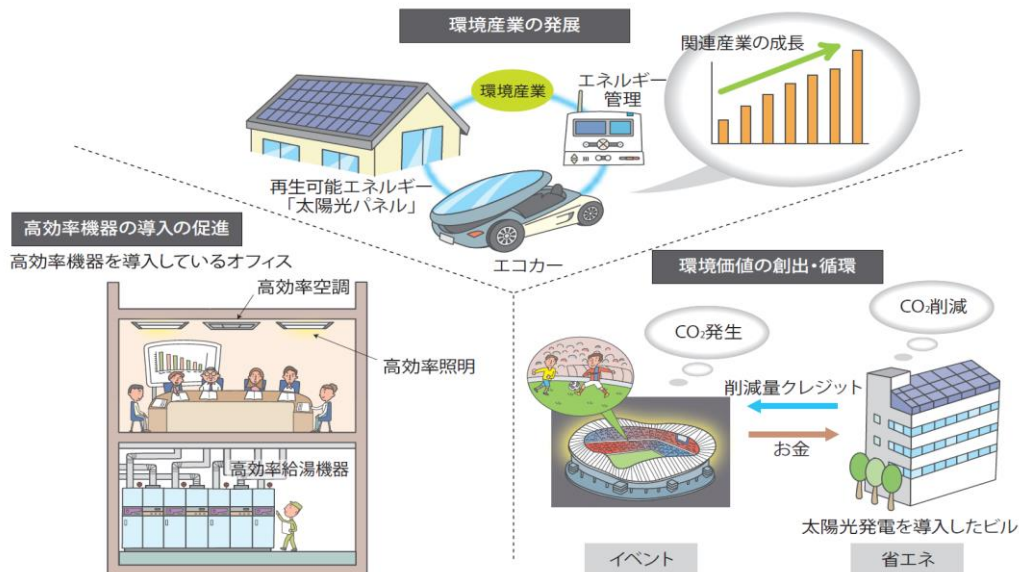 環境産業の発展
関連産業の成長
環境産業
エネルギー
管理
再生可能エネルギー
「太陽光パネル」
エコカー
高効率機器の導入の促進
高効率機器を導入しているオフィス
高効率空調
高効率照明
高効率給湯機器
環境価値の創出・循環
CO₂発生
CO₂削減
削減量クレジット
お金
太陽光発電を導入したビル
イベント
省エネ